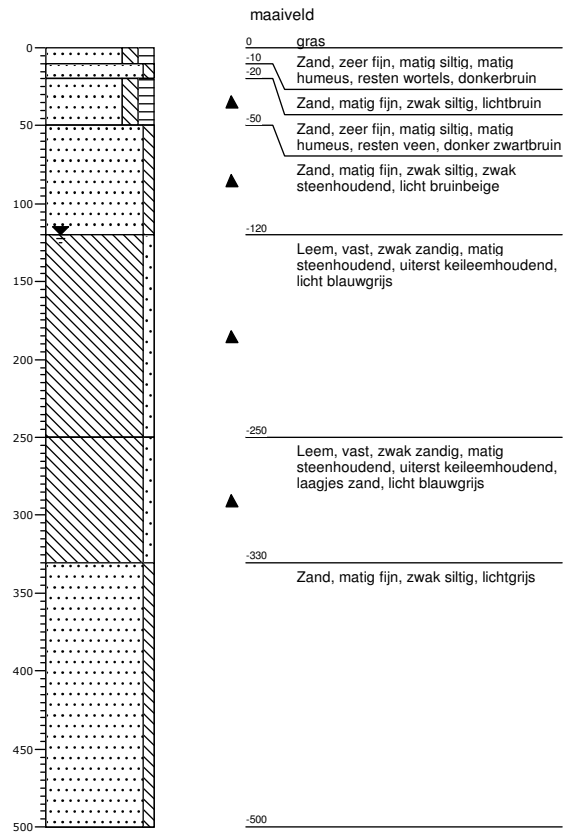 maaiveld
0
gras
-10
Zand, zeer fijn, matig siltig, matig
humeus, resten wortels, donkerbruin
-20
Zand, matig fijn, zwak siltig, lichtbruin
-50
Zand, zeer fijn, matig siltig, matig
humeus, resten veen, donker zwartbruin
Zand, matig fijn, zwak siltig, zwak
steenhoudend, licht bruinbeige
-120
Leem, vast, zwak zandig, matig
steenhoudend, uiterst keileemhoudend,
licht blauwgrijs
-250
Leem, vast, zwak zandig, matig
steenhoudend, uiterst keileemhoudend,
laagjes zand, licht blauwgrijs
-330
Zand, matig fijn, zwak siltig, lichtgrijs
-500
0
50
100
150
200
250
300
350
400
450
500